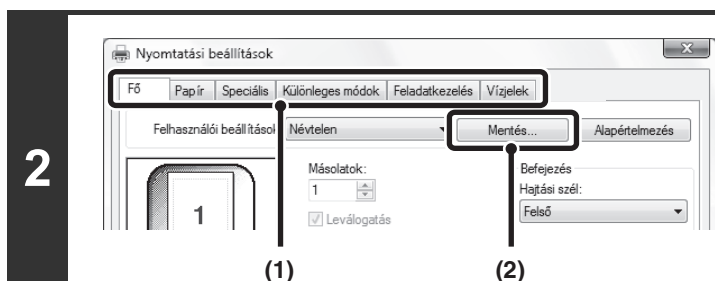 2
Nyomtatási beállítások
Fő Papír Speciális Különleges módok Feladatkezelés Vízjelek
Felhasználói beállítások Névtelen Mentés... Alapértelmezés
Másolatok: Befejezés
1 Hajtási szél:
1 Leválogatás Felső
(1) (2)